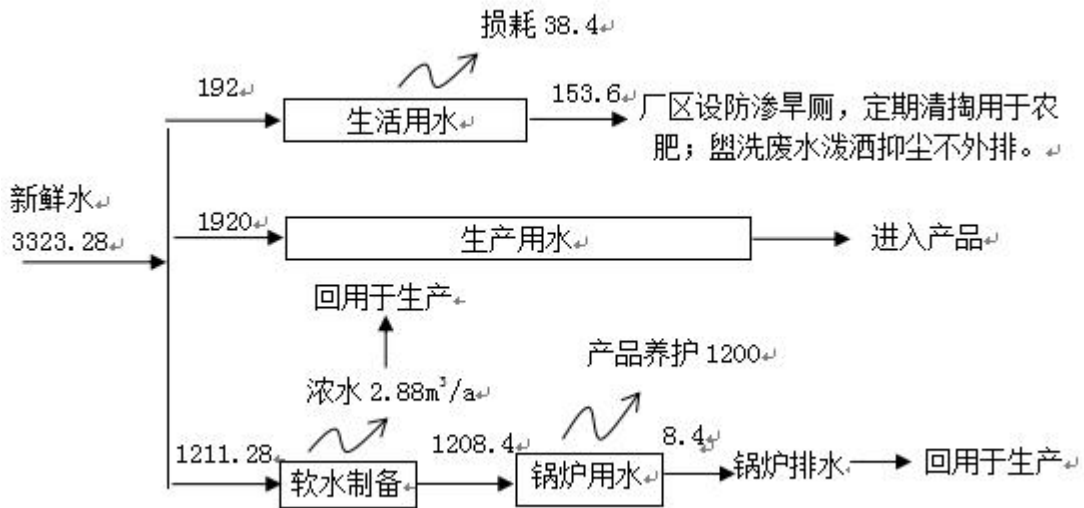 损耗 38.4
192
生活用水
153.6
厂区设防渗旱厕，定期清掏用于农
肥；盥洗废水泼洒抑尘不外排。
新鲜水
3323.28
1920
生产用水
进入产品
回用于生产
产品养护 1200
浓水 2.88m³/a
1211.28
软水制备
1208.4
锅炉用水
8.4
锅炉排水
回用于生产